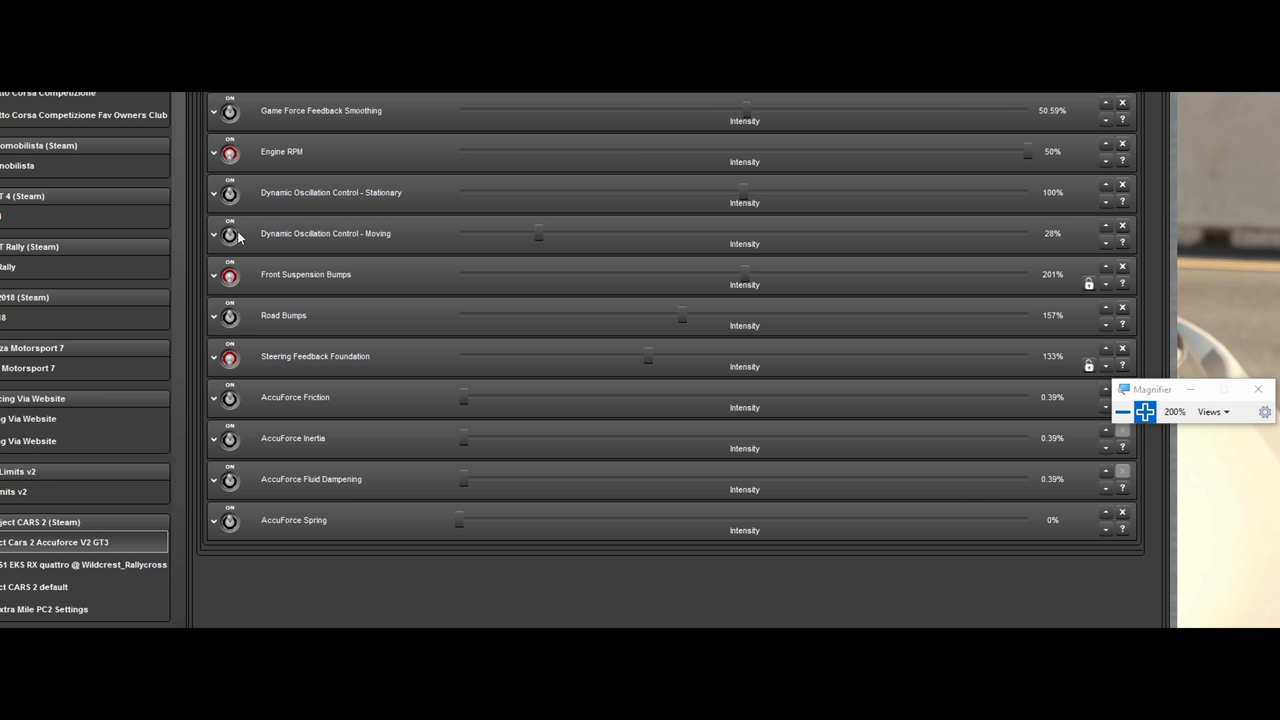 tto Corsa Competizione
tto Corsa Competizione Fav Owners Club
omobilista (Steam)
nobilista
T 4 (Steam)
4
T Rally (Steam)
Rally
2018 (Steam)
18
za Motorsport 7
Motorsport 7
cing Via Website
ng Via Website
ng Via Website
Limits v2
mits v2
ject CARS 2 (Steam)
ct Cars 2 Accuforce V2 GT3
S1 EKS RX quattro @ Wildcrest_Rallycross
ct CARS 2 default
xtra Mile PC2 Settings
ON
Game Force Feedback Smoothing
Intensity
50.59%
?
ON
Engine RPM
Intensity
50%
?
ON
Dynamic Oscillation Control - Stationary
Intensity
100%
?
ON
Dynamic Oscillation Control - Moving
Intensity
28%
?
ON
Front Suspension Bumps
Intensity
201%
?
ON
Road Bumps
Intensity
157%
?
ON
Steering Feedback Foundation
Intensity
133%
?
ON
AccuForce Friction
Intensity
0.39%
ON
AccuForce Inertia
Intensity
0.39%
?
ON
AccuForce Fluid Dampening
Intensity
0.39%
?
ON
AccuForce Spring
Intensity
0%
?
Magnifier
200%
Views